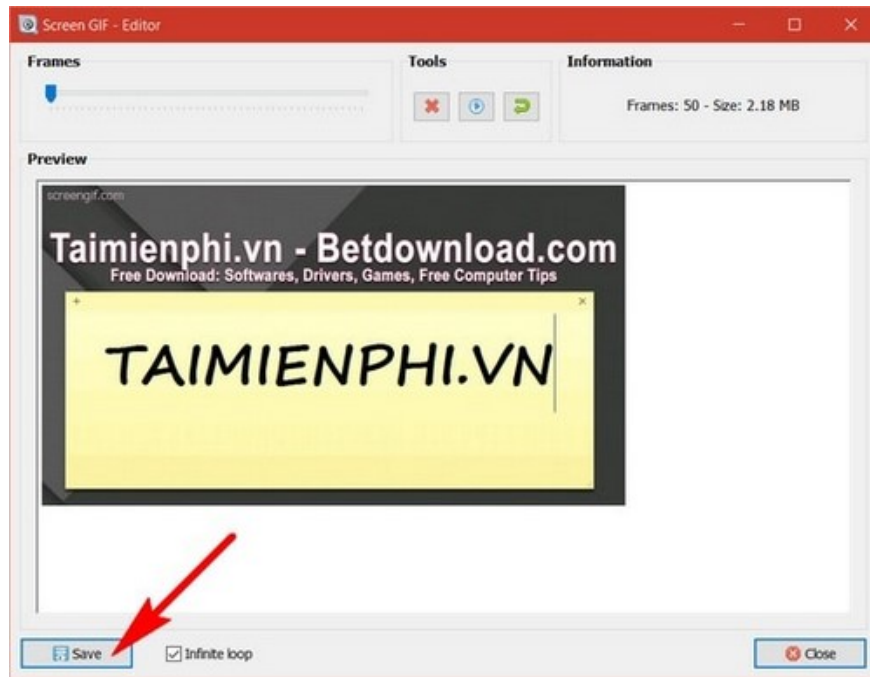 Screen GIF - Editor
Frames
Tools
Information
Frames: 50 - Size: 2.18 MB
Preview
screengif.com
Taimienphi.vn - Betdownload.com
Free Download: Softwares, Drivers, Games, Free Computer Tips
TAIMIENPHI.VN
Save
Infinite loop
Close